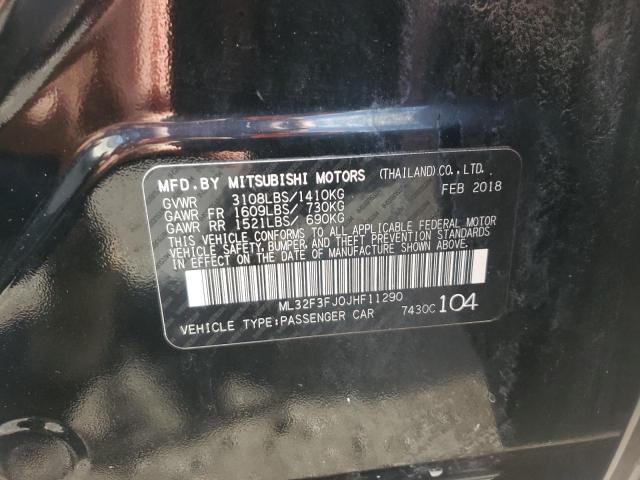 MFD.BY MITSUBISHI MOTORS (THAILAND)CO.,LTD.
GVWR 3108LBS/1410KG FEB 2018
GAWR FR 1609LBS/ 730KG
GAWR RR 1521LBS/ 690KG
THIS VEHICLE CONFORMS TO ALL APPLICABLE FEDERAL MOTOR
VEHICLE SAFETY, BUMPER, AND THEFT PREVENTION STANDARDS
IN EFFECT ON THE DATE OF MANUFACTURE SHOWN ABOVE.
ML32F3FJ0JHF11290
VEHICLE TYPE:PASSENGER CAR 7430C 104